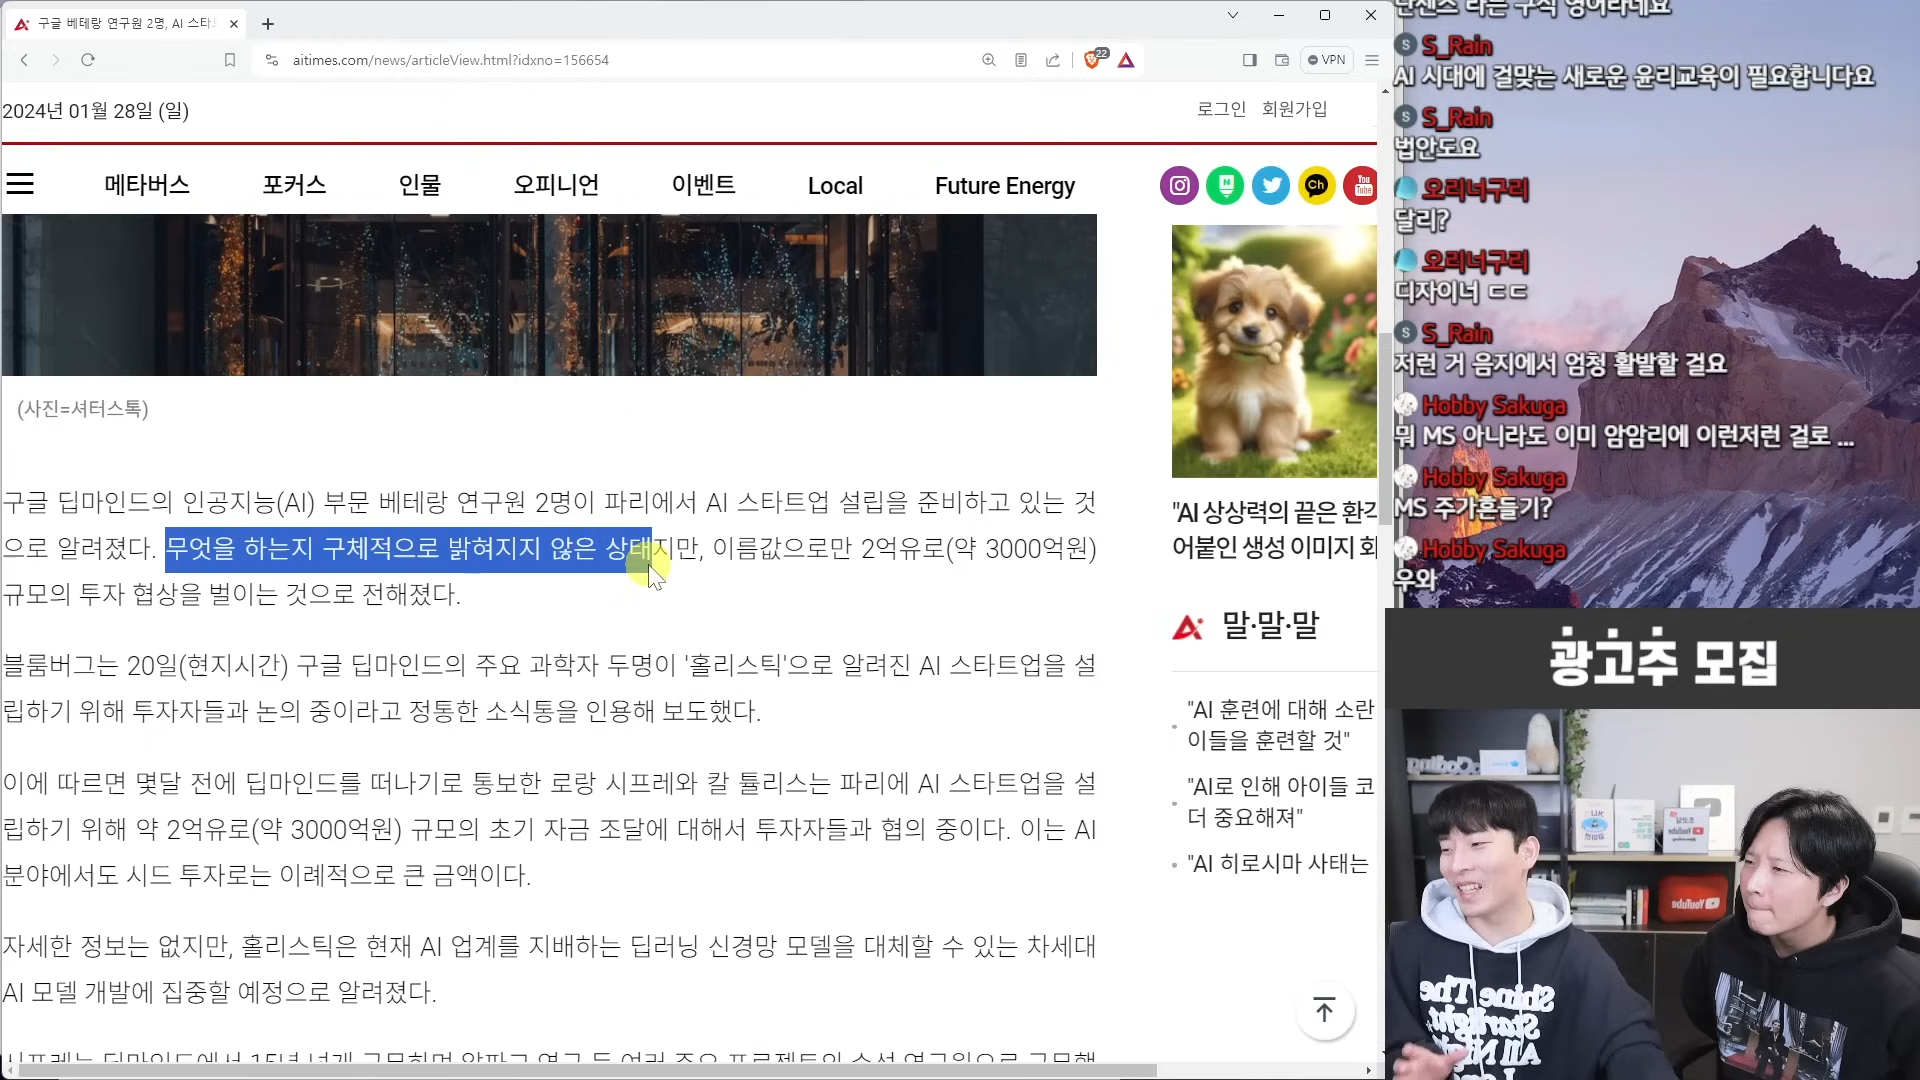 구글 베테랑 연구원 2명, AI 스타트
aitimes.com/news/articleView.html?idxno=156654
22
VPN
2024년 01월 28일 (일)
로그인 회원가입
메타버스 포커스 인물 오피니언 이벤트 Local Future Energy
Ch
You
Tube
(사진=셔터스톡)
구글 딥마인드의 인공지능(AI) 부문 베테랑 연구원 2명이 파리에서 AI 스타트업 설립을 준비하고 있는 것
으로 알려졌다. 무엇을 하는지 구체적으로 밝혀지지 않은 상태지만, 이름값으로만 2억유로(약 3000억원)
규모의 투자 협상을 벌이는 것으로 전해졌다.
블룸버그는 20일(현지시간) 구글 딥마인드의 주요 과학자 두명이 '홀리스틱'으로 알려진 AI 스타트업을 설
립하기 위해 투자자들과 논의 중이라고 정통한 소식통을 인용해 보도했다.
이에 따르면 몇달 전에 딥마인드를 떠나기로 통보한 로랑 시프레와 칼 튤리스는 파리에 AI 스타트업을 설
립하기 위해 약 2억유로(약 3000억원) 규모의 초기 자금 조달에 대해서 투자자들과 협의 중이다. 이는 AI
분야에서도 시드 투자로는 이례적으로 큰 금액이다.
자세한 정보는 없지만, 홀리스틱은 현재 AI 업계를 지배하는 딥러닝 신경망 모델을 대체할 수 있는 차세대
AI 모델 개발에 집중할 예정으로 알려졌다.
"AI 상상력의 끝은 환각
어붙인 생성 이미지 화
말·말·말
"AI 훈련에 대해 소란
이들을 훈련할 것"
"AI로 인해 아이들 코
더 중요해져"
"AI 히로시마 사태는
난센스 라는 구식 영어라네요
S S_Rain
AI 시대에 걸맞는 새로운 윤리교육이 필요합니다요
S S_Rain
법안도요
오리너구리
달리?
오리너구리
디자이너 ㄷㄷ
S S_Rain
저런 거 음지에서 엄청 활발할 걸요
Hobby Sakuga
뭐 MS 아니라도 이미 암암리에 이런저런 걸로 ...
Hobby Sakuga
MS 주가흔들기?
Hobby Sakuga
우와
광고주 모집
YouTube
Shine The
Starlight
All Night